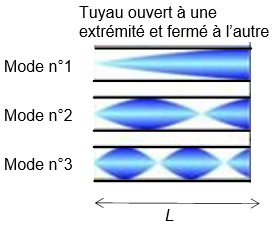 Tuyau ouvert à une
extrémité et fermé à l’autre
Mode n°1
Mode n°2
Mode n°3
L